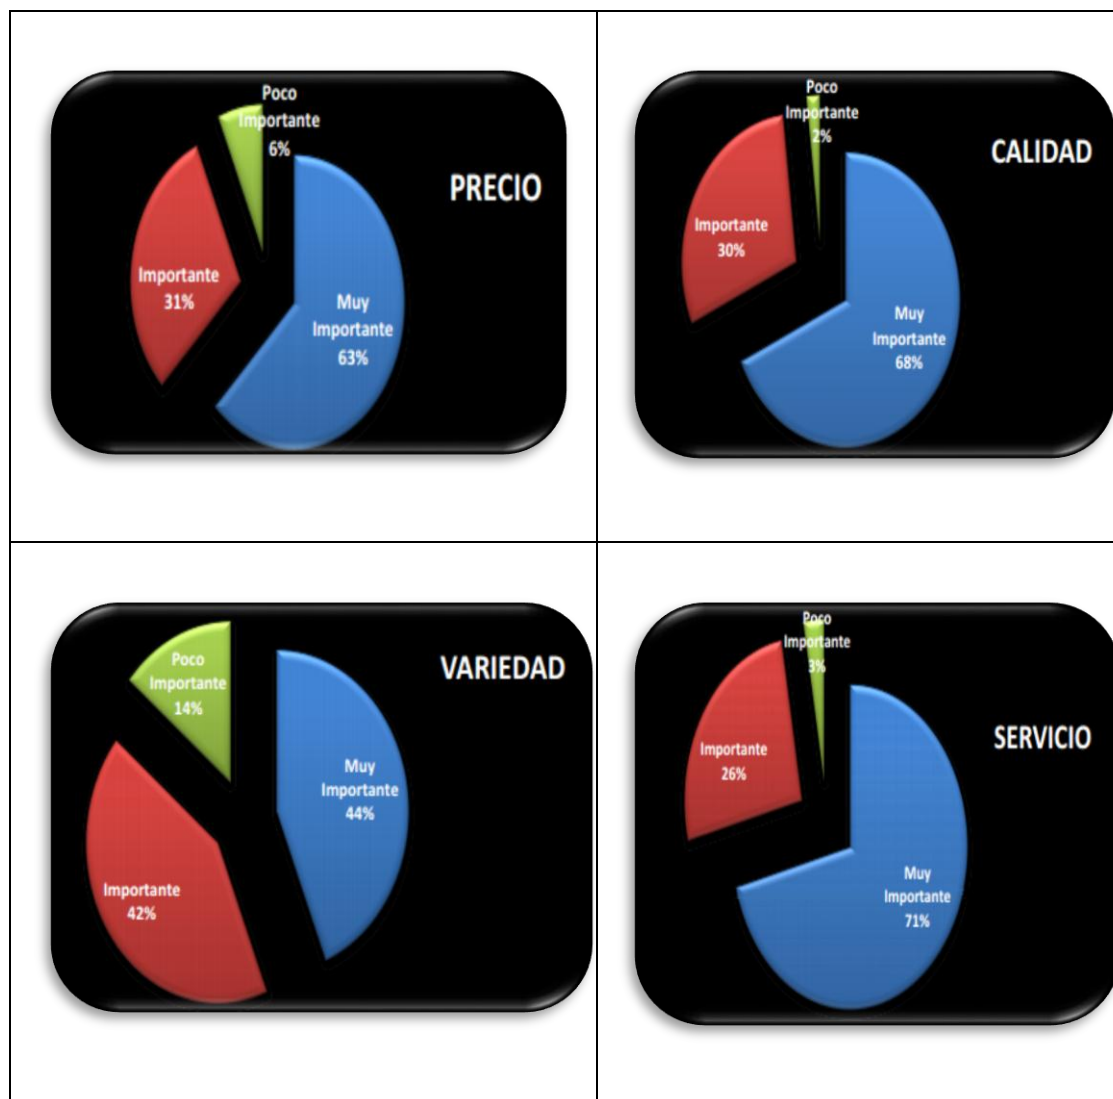 Poco
Importante
6%
PRECIO
Importante
31%
Muy
Importante
63%
Poco
Importante
2%
CALIDAD
Importante
30%
Muy
Importante
68%
Poco
Importante
14%
VARIEDAD
Muy
Importante
44%
Importante
42%
Poco
Importante
3%
SERVICIO
Importante
26%
Muy
Importante
71%